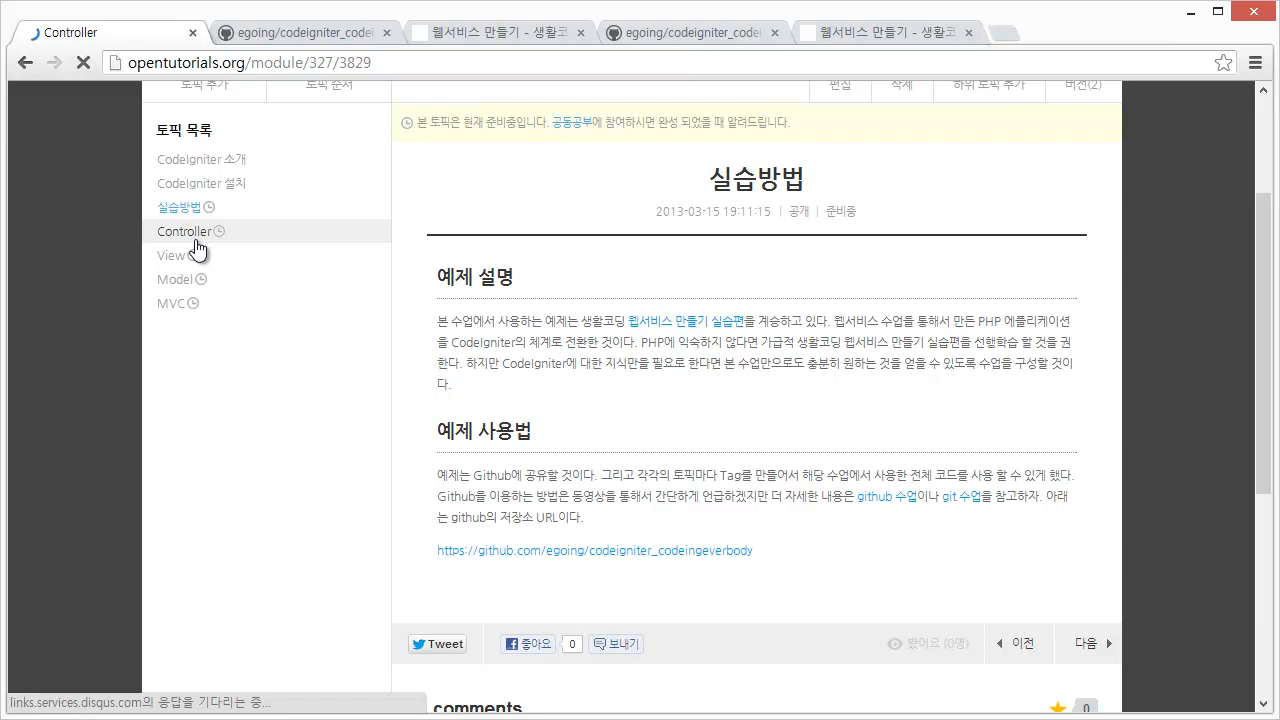 Controller
egoing/codeigniter_codei
웹서비스 만들기 - 생활코
egoing/codeigniter_codei
웹서비스 만들기 - 생활코
opentutorials.org/module/327/3829
토픽 추가
토픽 순서
편집
삭제
하위 토픽 추가
버전(2)
토픽 목록
CodeIgniter 소개
CodeIgniter 설치
실습방법
Controller
View
Model
MVC
본 토픽은 현재 준비중입니다. 공동공부에 참여하시면 완성 되었을 때 알려드립니다.
실습방법
2013-03-15 19:11:15 | 공개 | 준비중
예제 설명
본 수업에서 사용하는 예제는 생활코딩 웹서비스 만들기 실습편을 계승하고 있다. 웹서비스 수업을 통해서 만든 PHP 에플리케이션
을 CodeIgniter의 체계로 전환한 것이다. PHP에 익숙하지 않다면 가급적 생활코딩 웹서비스 만들기 실습편을 선행학습 할 것을 권
한다. 하지만 CodeIgniter에 대한 지식만을 필요로 한다면 본 수업만으로도 충분히 원하는 것을 얻을 수 있도록 수업을 구성할 것이
다.
예제 사용법
예제는 Github에 공유할 것이다. 그리고 각각의 토픽마다 Tag를 만들어서 해당 수업에서 사용한 전체 코드를 사용 할 수 있게 했다.
Github을 이용하는 방법은 동영상을 통해서 간단하게 언급하겠지만 더 자세한 내용은 github 수업이나 git 수업을 참고하자. 아래
는 github의 저장소 URL이다.
https://github.com/egoing/codeigniter_codeingeverbody
Tweet
좋아요
0
보내기
봤어요 (0명)
이전
다음
comments
0
links.services.disqus.com의 응답을 기다리는 중...